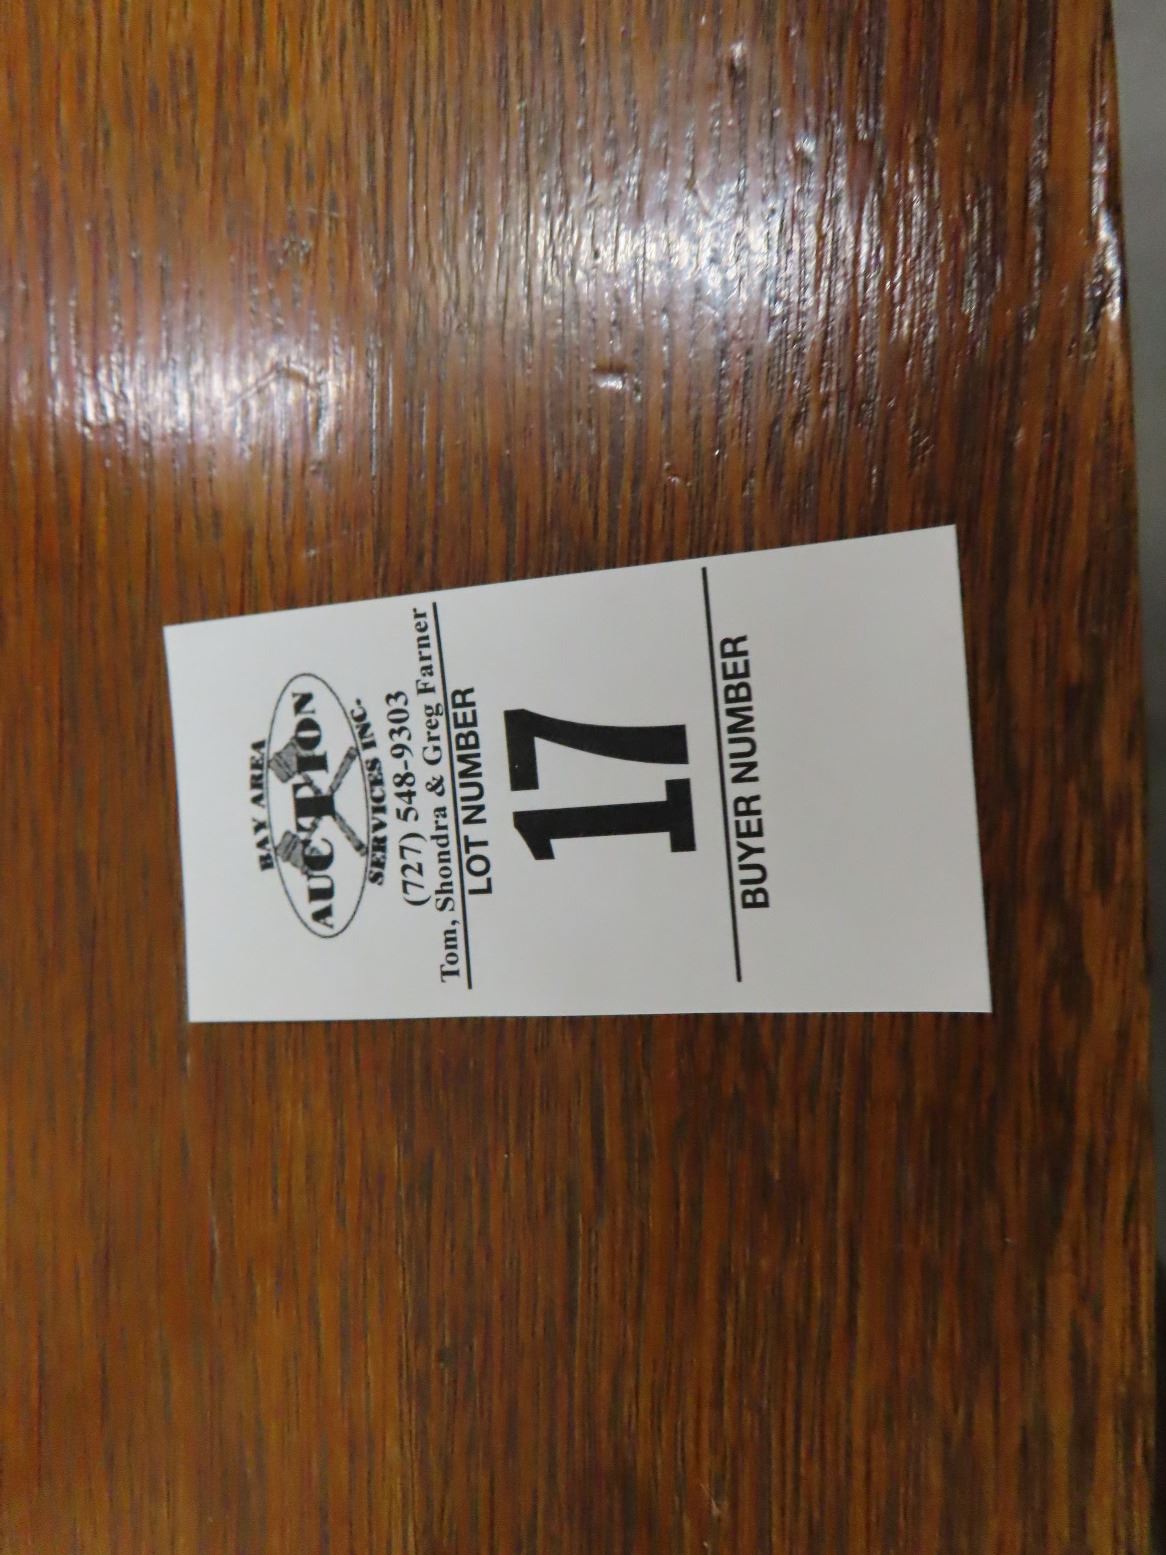 BAY AREA
AUCTION
SERVICES INC.
(727) 548-9303
Tom, Shondra & Greg Farner
LOT NUMBER
17
BUYER NUMBER